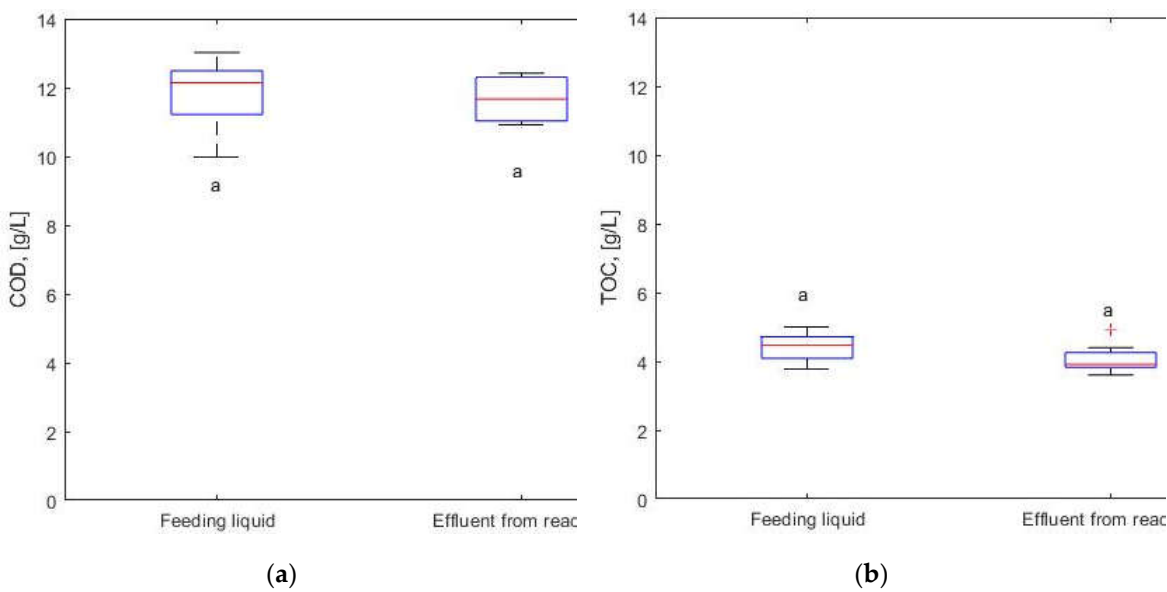 14
12
10
8
6
4
2
0
COD, [g/L]
a
a
Feeding liquid
Effluent from reac
(a)
14
12
10
8
6
4
2
0
TOC, [g/L]
a
a
Feeding liquid
Effluent from reac
(b)